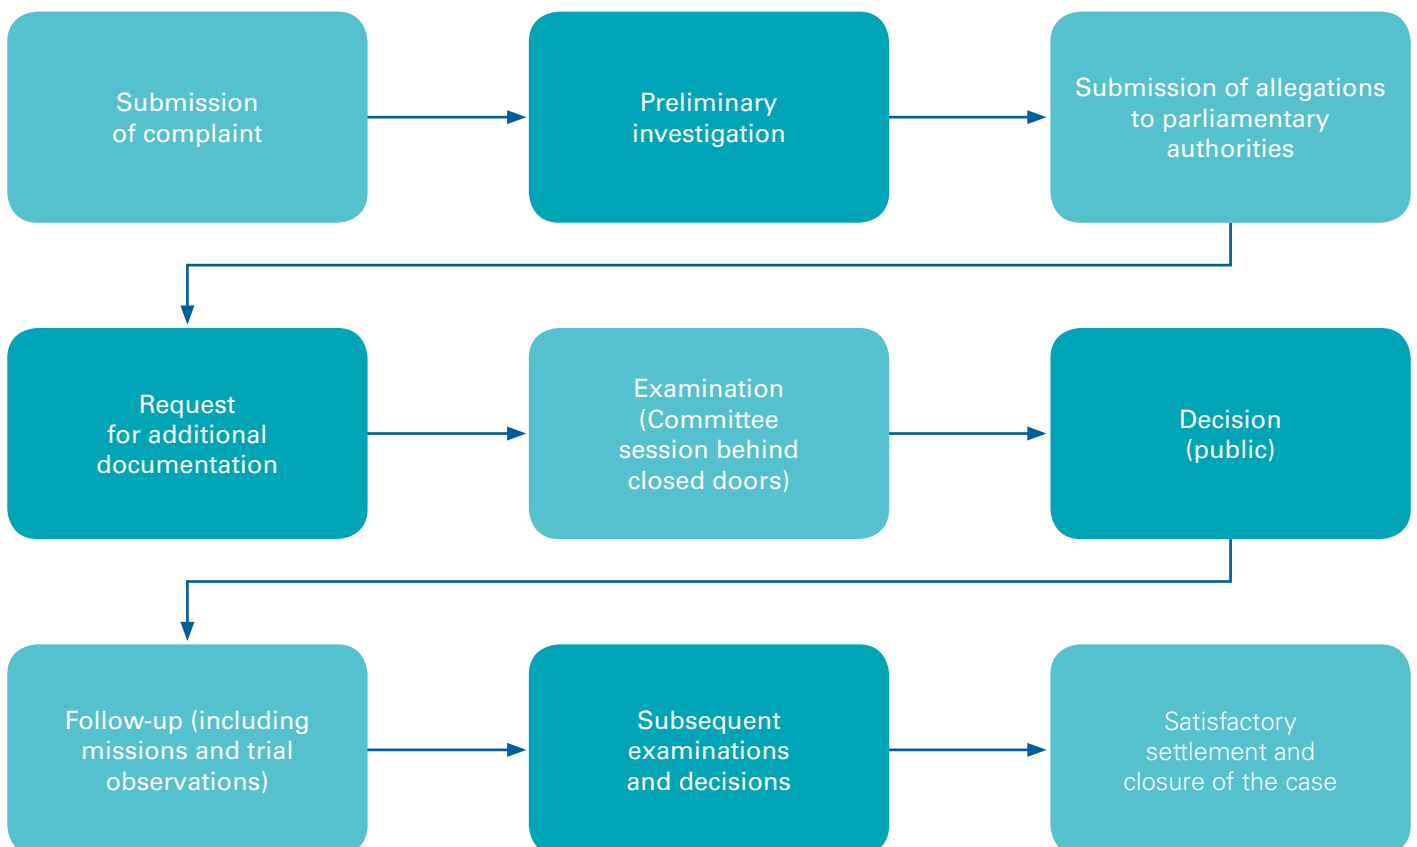 Submission
of complaint
Preliminary
investigation
Submission of allegations
to parliamentary
authorities
Request
for additional
documentation
Examination
(Committee
session behind
closed doors)
Decision
(public)
Follow-up (including
missions and trial
observations)
Subsequent
examinations
and decisions
Satisfactory
settlement and
closure of the case